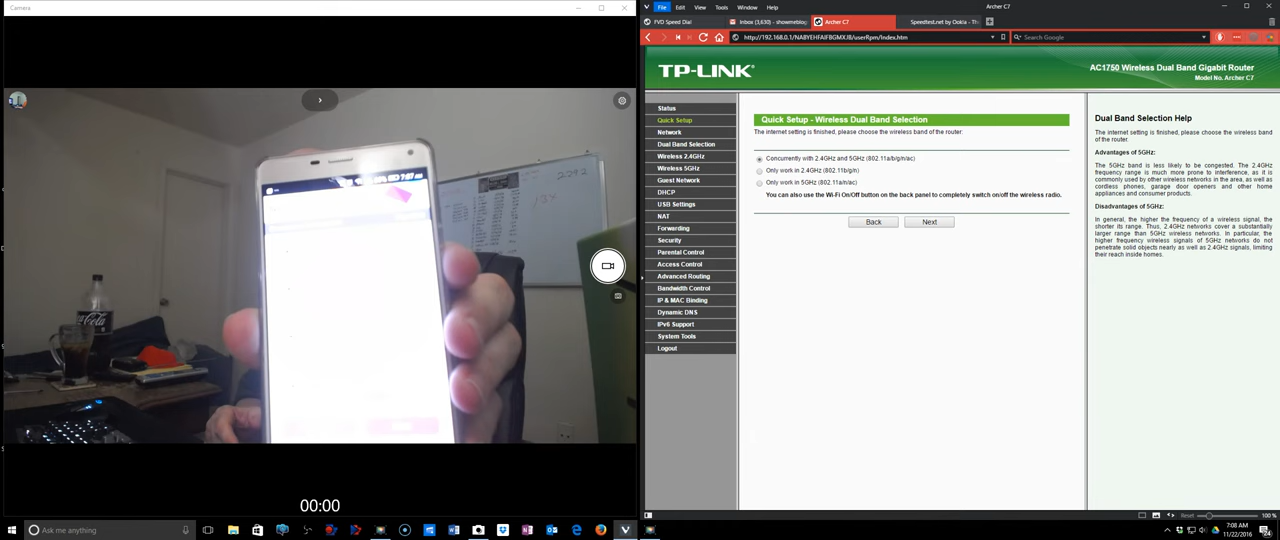 Camera
00:00
Archer C7
File Edit View Tools Window Help
FVD Speed Dial
Inbox (3,630) - showmeblog
Archer C7
Speedtest.net by Ookla - Th
http://192.168.0.1/NABYEHFAIFBGMXJB/userRpm/Index.htm
Search Google
TP-LINK
AC1750 Wireless Dual Band Gigabit Router
Model No. Archer C7
Status
Quick Setup
Network
Dual Band Selection
Wireless 2.4GHz
Wireless 5GHz
Guest Network
DHCP
USB Settings
NAT
Forwarding
Security
Parental Control
Access Control
Advanced Routing
Bandwidth Control
IP & MAC Binding
Dynamic DNS
IPv6 Support
System Tools
Logout
Quick Setup - Wireless Dual Band Selection
The internet setting is finished, please choose the wireless band of the router:
Concurrently with 2.4GHz and 5GHz (802.11a/b/g/n/ac)
Only work in 2.4GHz (802.11b/g/n)
Only work in 5GHz (802.11a/n/ac)
You can also use the Wi-Fi On/Off button on the back panel to completely switch on/off the wireless radio.
Back
Next
Dual Band Selection Help
The internet setting is finished, please choose the wireless band
of the router.
Advantages of 5GHz:
The 5GHz band is less likely to be congested. The 2.4GHz
frequency range is much more prone to interference, as it is
commonly used by other wireless networks in the area, as well as
cordless phones, garage door openers and other home
appliances and consumer products.
Disadvantages of 5GHz:
In general, the higher the frequency of a wireless signal, the
shorter its range. Thus, 2.4GHz networks cover a substantially
larger range than 5GHz wireless networks. In particular, the
higher frequency wireless signals of 5GHz networks do not
penetrate solid objects nearly as well as 2.4GHz signals, limiting
their reach inside homes.
Reset
100 %
Ask me anything
7:08 AM
11/22/2016
24